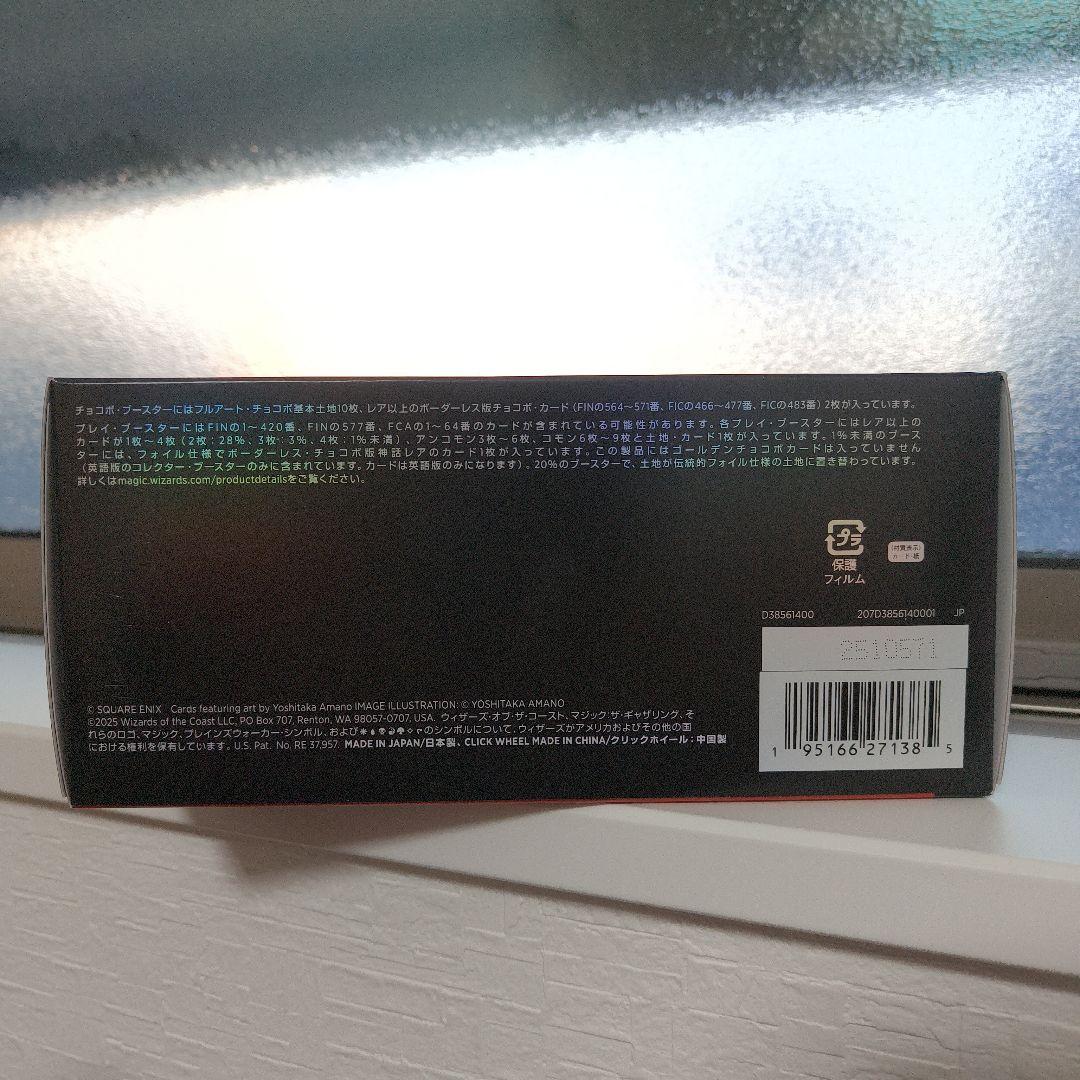 チョコボ・ブースターにはフルアート・チョコボ基本土地10枚、レア以上のボーダーレス版チョコボ・カード（FINの564～571番、FICの466～477番、FICの483番）2枚が入っています。
プレイ・ブースターにはFINの1～420番、FINの577番、FCAの1～64番のカードが含まれている可能性があります。各プレイ・ブースターにはレア以上の
カードが1枚～4枚（2枚：28％、3枚：3％、4枚：1％未満）、アンコモン3枚～6枚、コモン6枚～9枚と土地・カード1枚が入っています。1％未満のブース
ターには、フォイル仕様でボーダーレス・チョコボ版神話レアのカード1枚が入っています。この製品にはゴールデンチョコボカードは入っていません
（英語版のコレクター・ブースターのみに含まれています。カードは英語版のみになります）。20％のブースターで、土地が伝統的フォイル仕様の土地に置き替わっています。
詳しくはmagic.wizards.com/productdetailsをご覧ください。
プラ
保護
フィルム
（材質表示）
カード：紙
D38561400 207D3856140001 JP
2510571
1 95166 27138 5
© SQUARE ENIX Cards featuring art by Yoshitaka Amano IMAGE ILLUSTRATION: © YOSHITAKA AMANO
©2025 Wizards of the Coast LLC, PO Box 707, Renton, WA 98057-0707, USA. ウィザーズ・オブ・ザ・コースト、マジック：ザ・ギャザリング、そ
れらのロゴ、マジック、プレインズウォーカー・シンボル、および のシンボルについて、ウィザーズがアメリカおよびその他の国
における権利を保有しています。U.S. Pat. No. RE 37,957. MADE IN JAPAN/日本製、CLICK WHEEL MADE IN CHINA/クリックホイール：中国製